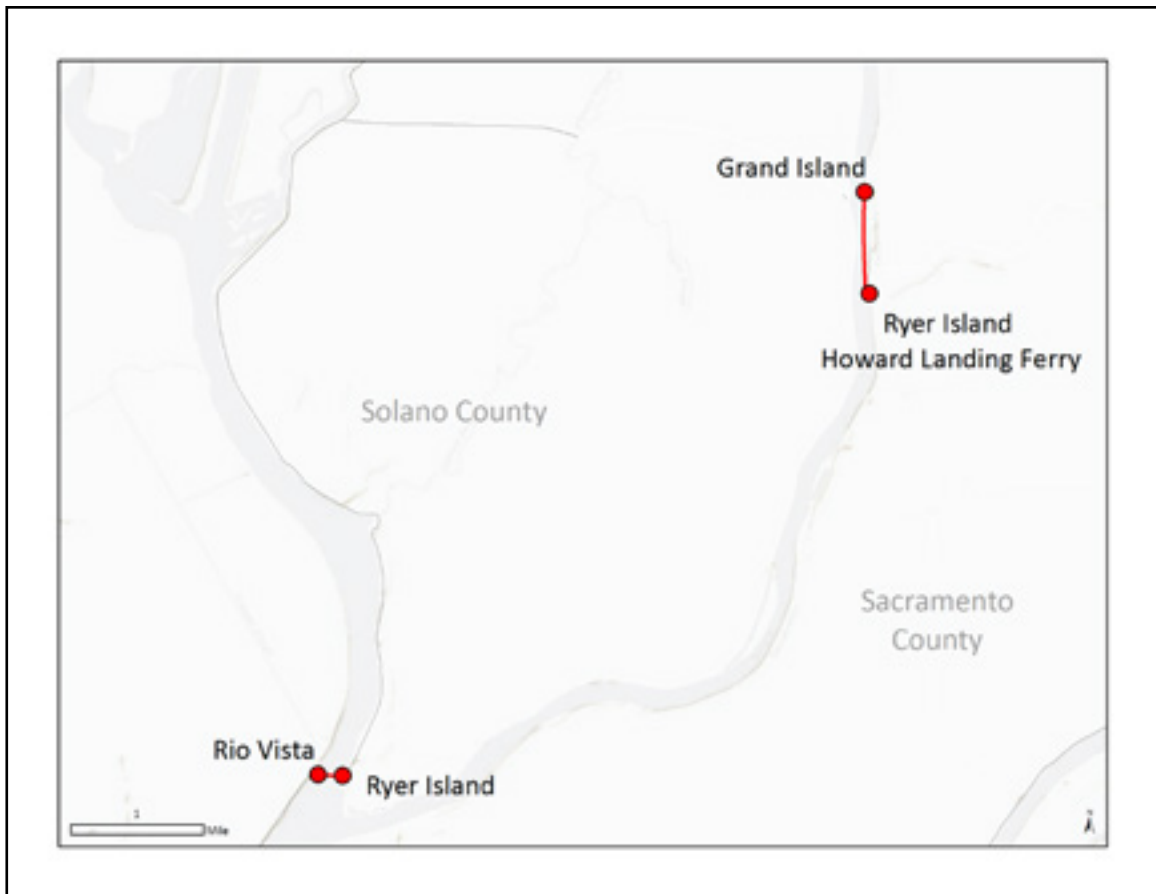 Grand Island
Ryer Island
Howard Landing Ferry
Solano County
Sacramento
County
Rio Vista
Ryer Island
1
Mile